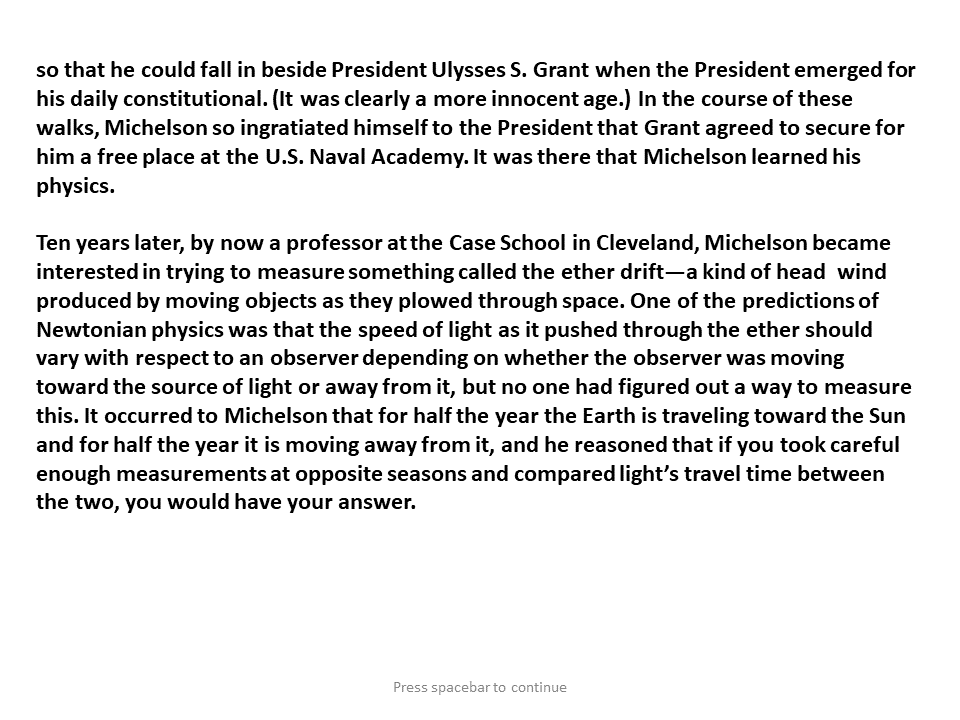 so that he could fall in beside President Ulysses S. Grant when the President emerged for
his daily constitutional. (It was clearly a more innocent age.) In the course of these
walks, Michelson so ingratiated himself to the President that Grant agreed to secure for
him a free place at the U.S. Naval Academy. It was there that Michelson learned his
physics.
Ten years later, by now a professor at the Case School in Cleveland, Michelson became
interested in trying to measure something called the ether drift—a kind of head wind
produced by moving objects as they plowed through space. One of the predictions of
Newtonian physics was that the speed of light as it pushed through the ether should
vary with respect to an observer depending on whether the observer was moving
toward the source of light or away from it, but no one had figured out a way to measure
this. It occurred to Michelson that for half the year the Earth is traveling toward the Sun
and for half the year it is moving away from it, and he reasoned that if you took careful
enough measurements at opposite seasons and compared light’s travel time between
the two, you would have your answer.
Press spacebar to continue